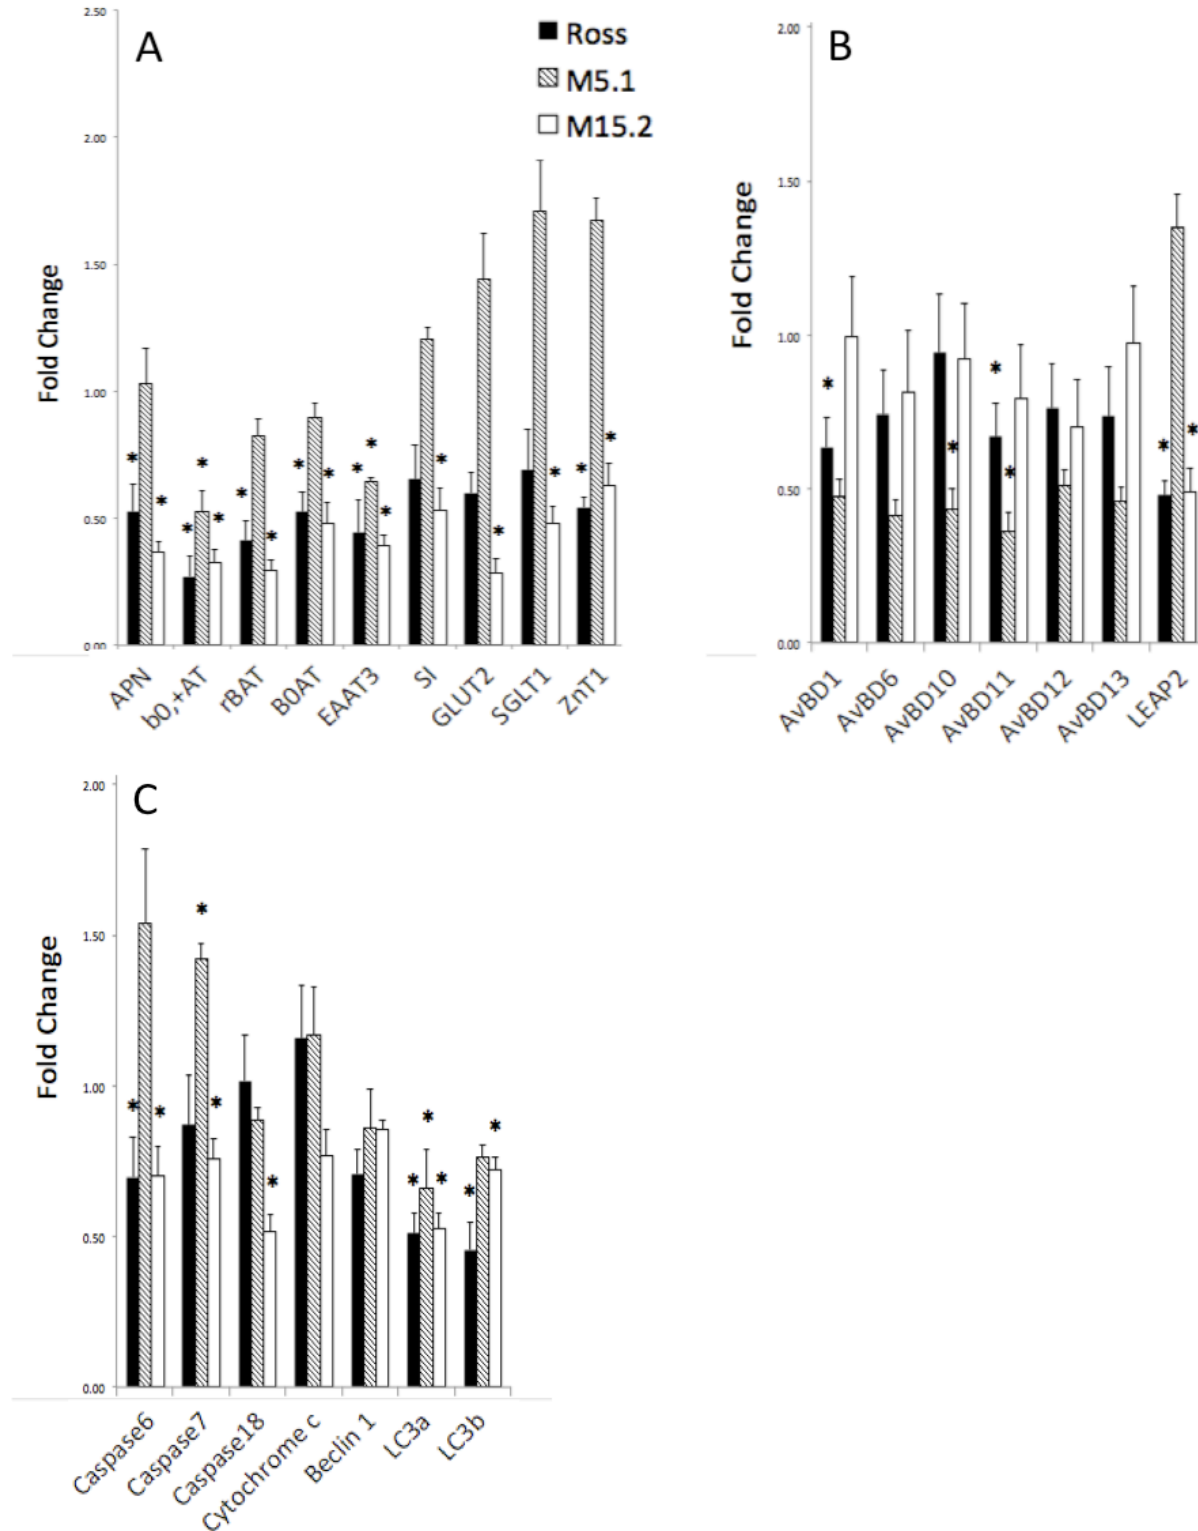 A
Ross
M5.1
M15.2
Fold Change
2.50
2.00
1.50
1.00
0.50
0.00
* * * * * * * * * * * * * * * * * *
APN b0,+AT rBAT B0AT EAAT3 SI GLUT2 SGLT1 ZnT1
B
Fold Change
2.00
1.50
1.00
0.50
0.00
* * * * * *
AvBD1 AvBD6 AvBD10 AvBD11 AvBD12 AvBD13 LEAP2
C
Fold Change
2.00
1.50
1.00
0.50
0.00
* * * * * * * * * *
Caspase6 Caspase7 Caspase18 Cytochrome c Beclin 1 LC3a LC3b